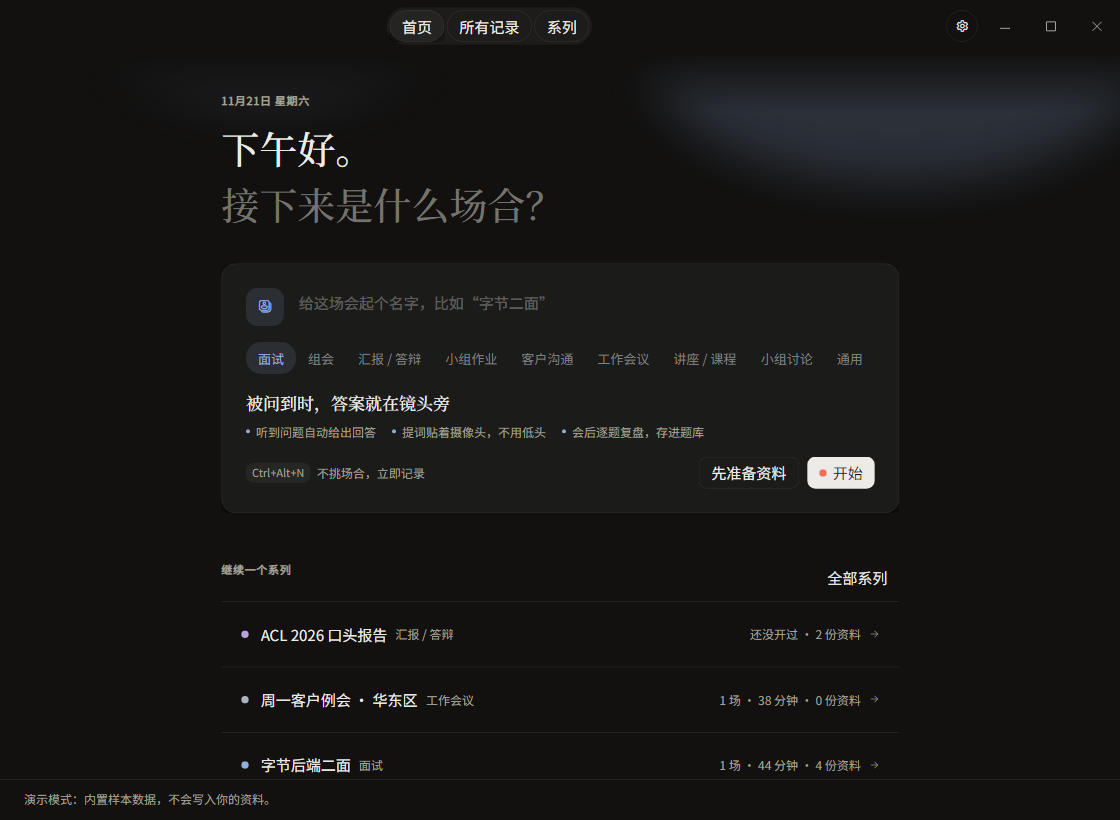 首页 所有记录 系列
11月21日 星期六
下午好。
接下来是什么场合?
给这场会起个名字，比如“字节二面”
面试 组会 汇报 / 答辩 小组作业 客户沟通 工作会议 讲座 / 课程 小组讨论 通用
被问到时，答案就在镜头旁
• 听到问题自动给出回答 • 提词贴着摄像头，不用低头 • 会后逐题复盘，存进题库
Ctrl+Alt+N 不挑场合，立即记录 先准备资料 开始
继续一个系列 全部系列
ACL 2026 口头报告 汇报 / 答辩 还没开过 · 2 份资料 →
周一客户例会 · 华东区 工作会议 1 场 · 38 分钟 · 0 份资料 →
字节后端二面 面试 1 场 · 44 分钟 · 4 份资料 →
演示模式：内置样本数据，不会写入你的资料。